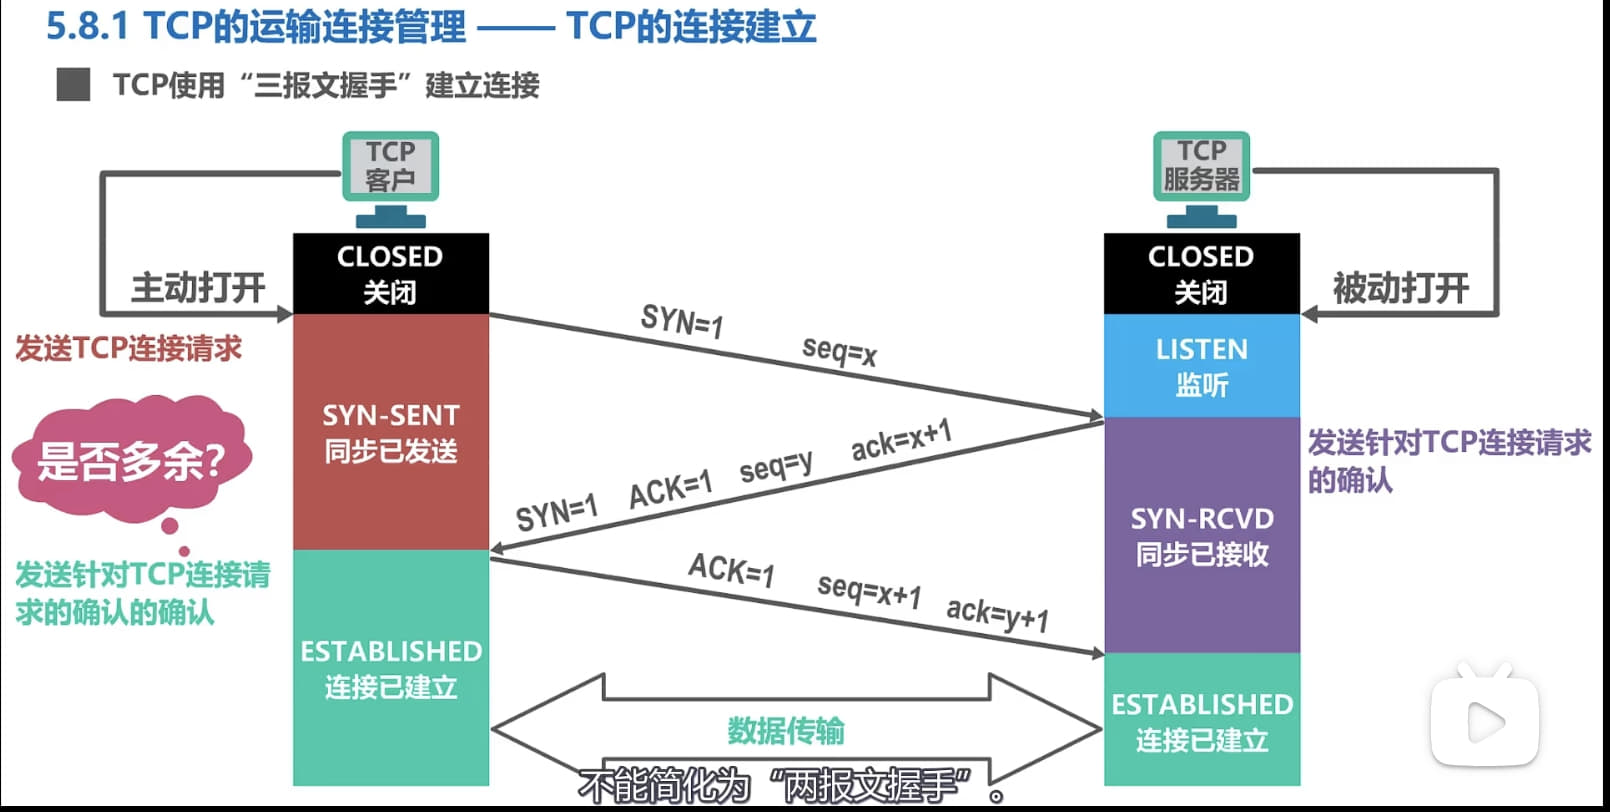 5.8.1 TCP的运输连接管理 —— TCP的连接建立
TCP使用“三报文握手”建立连接
TCP
客户
TCP
服务器
CLOSED
关闭
CLOSED
关闭
主动打开
被动打开
发送TCP连接请求
SYN=1 seq=x
LISTEN
监听
是否多余？
SYN-SENT
同步已发送
SYN=1 ACK=1 seq=y ack=x+1
发送针对TCP连接请求
的确认
SYN-RCVD
同步已接收
发送针对TCP连接请
求的确认的确认
ACK=1 seq=x+1 ack=y+1
ESTABLISHED
连接已建立
ESTABLISHED
连接已建立
数据传输
不能简化为“两报文握手”。